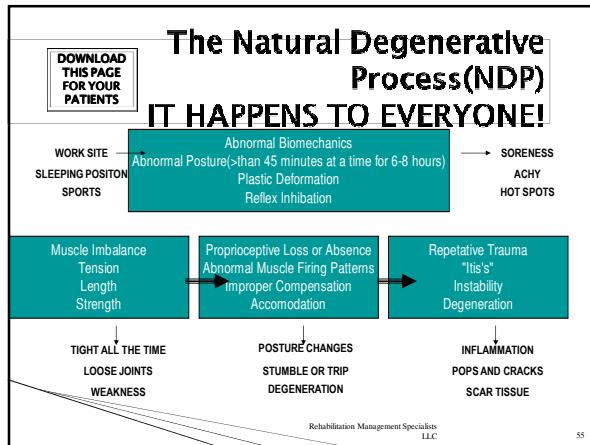 DOWNLOAD
THIS PAGE
FOR YOUR
PATIENTS
The Natural Degenerative
Process(NDP)
IT HAPPENS TO EVERYONE!
WORK SITE
SLEEPING POSITON
SPORTS
Abnormal Biomechanics
Abnormal Posture(>than 45 minutes at a time for 6-8 hours)
Plastic Deformation
Reflex Inhibation
SORENESS
ACHY
HOT SPOTS
Muscle Imbalance
Tension
Length
Strength
Proprioceptive Loss or Absence
Abnormal Muscle Firing Patterns
Improper Compensation
Accomodation
Repetative Trauma
"Itis's"
Instability
Degeneration
TIGHT ALL THE TIME
LOOSE JOINTS
WEAKNESS
POSTURE CHANGES
STUMBLE OR TRIP
DEGENERATION
INFLAMMATION
POPS AND CRACKS
SCAR TISSUE
Rehabilitation Management Specialists
LLC
55